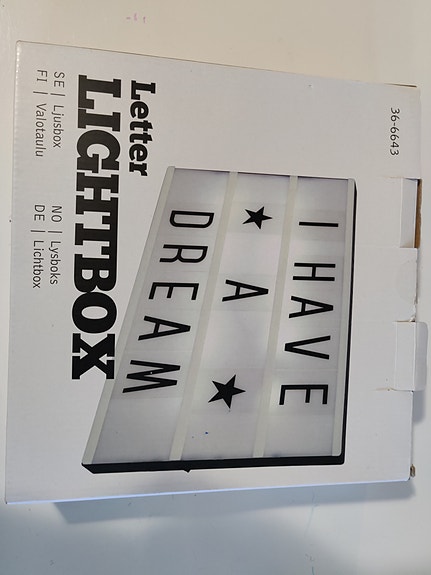 36-6643
I HAVE
★ A ★
DREAM
Letter
LIGHTBOX
SE | Ljusbox
FI | Valotaulu
NO | Lysboks
DE | Lichtbox